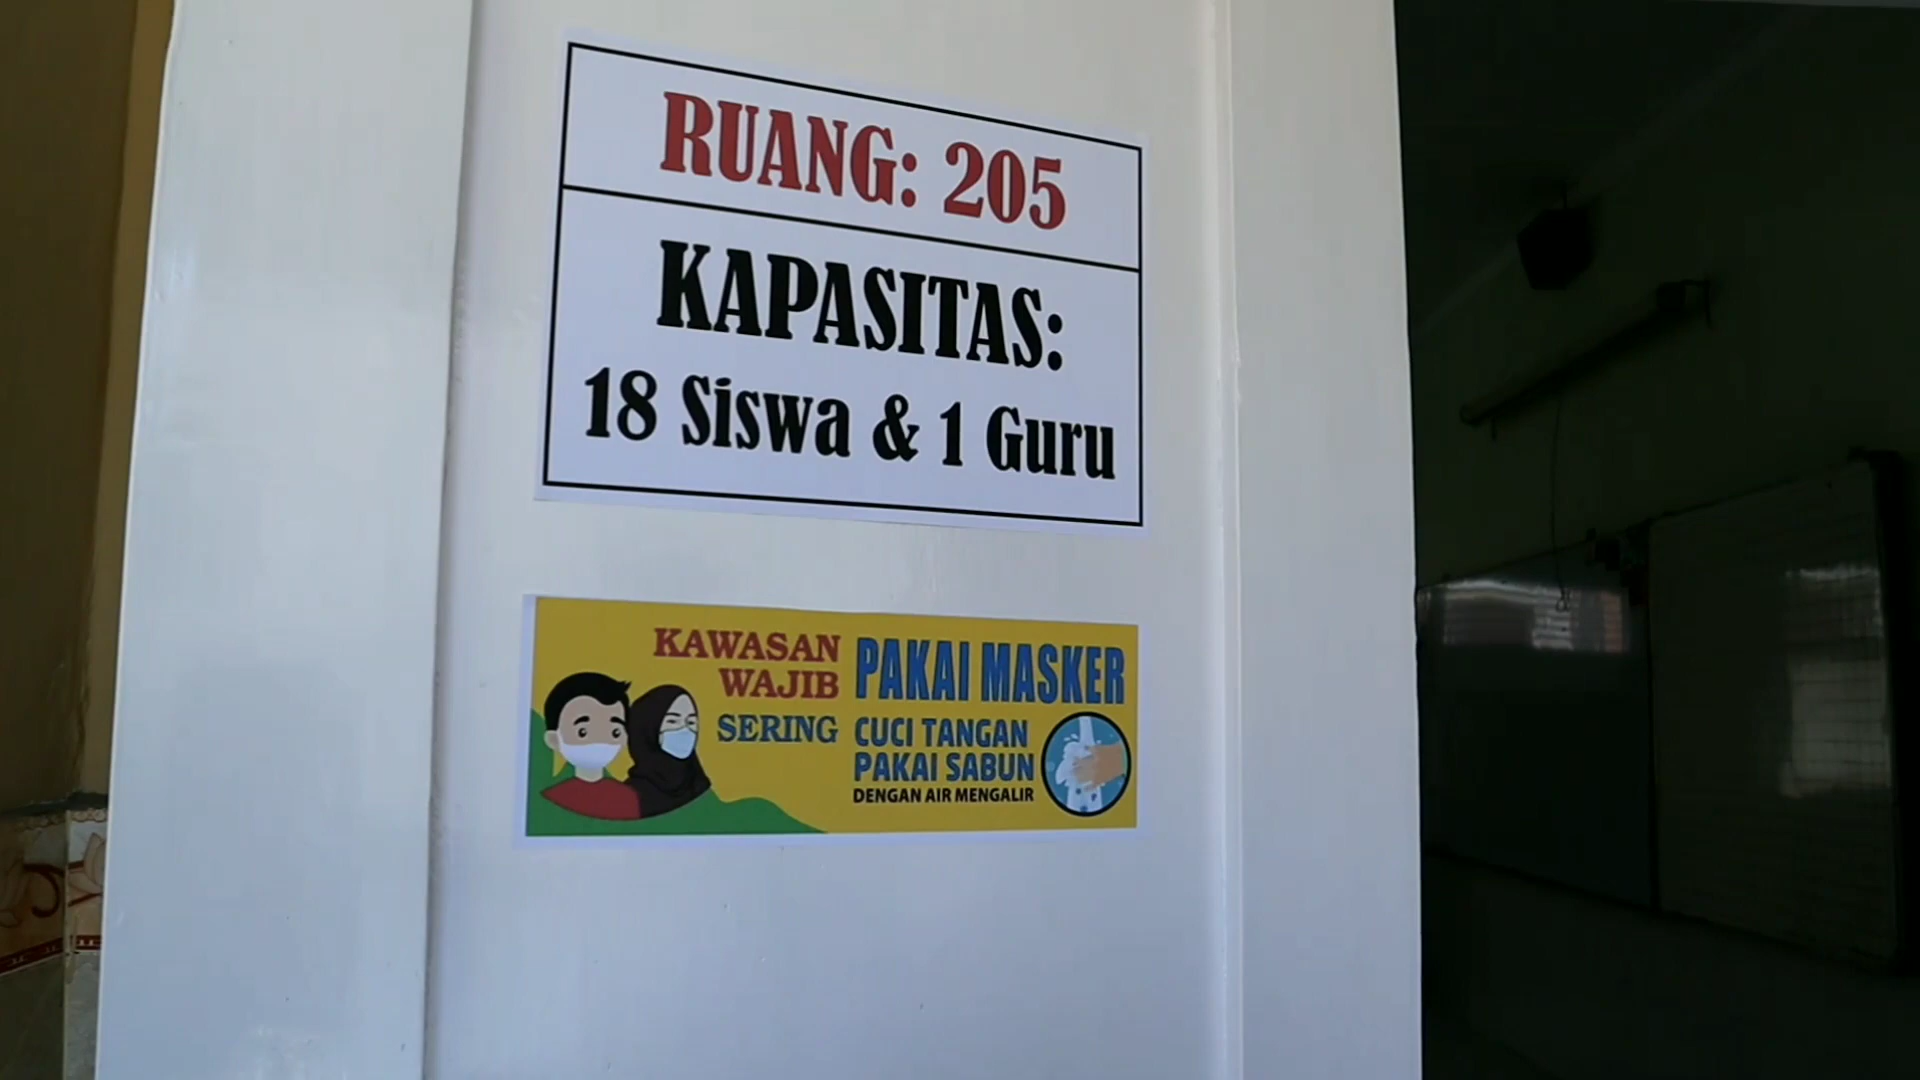 RUANG: 205
KAPASITAS:
18 Siswa & 1 Guru
KAWASAN
WAJIB
PAKAI MASKER
SERING
CUCI TANGAN
PAKAI SABUN
DENGAN AIR MENGALIR